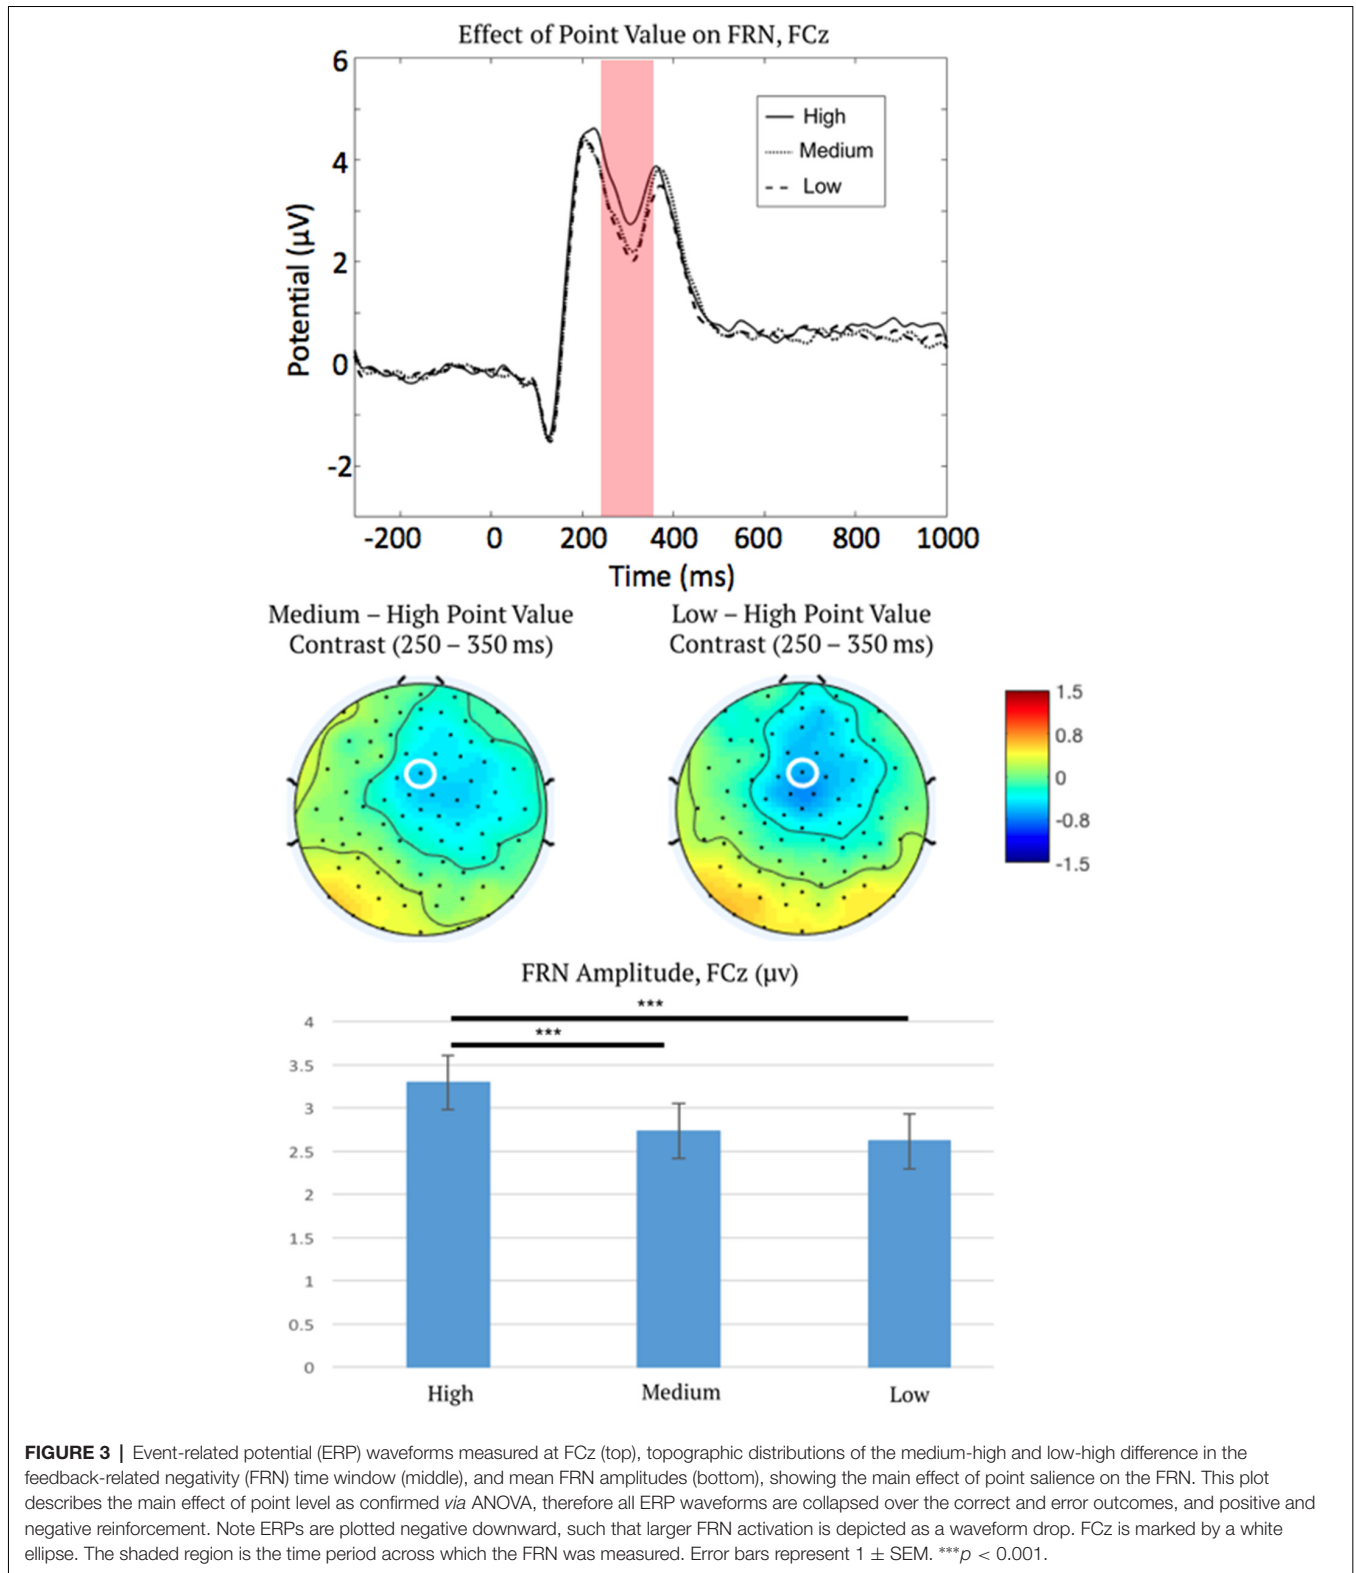 Effect of Point Value on FRN, FCz
6
4
2
0
-2
Potential (µV)
High
Medium
Low
-200 0 200 400 600 800 1000
Time (ms)
Medium – High Point Value
Contrast (250 – 350 ms)
Low – High Point Value
Contrast (250 – 350 ms)
1.5
0.8
0
-0.8
-1.5
FRN Amplitude, FCz (µv)
***
***
4
3.5
3
2.5
2
1.5
1
0.5
0
High Medium Low
FIGURE 3 | Event-related potential (ERP) waveforms measured at FCz (top), topographic distributions of the medium-high and low-high difference in the
feedback-related negativity (FRN) time window (middle), and mean FRN amplitudes (bottom), showing the main effect of point salience on the FRN. This plot
describes the main effect of point level as confirmed via ANOVA, therefore all ERP waveforms are collapsed over the correct and error outcomes, and positive and
negative reinforcement. Note ERPs are plotted negative downward, such that larger FRN activation is depicted as a waveform drop. FCz is marked by a white
ellipse. The shaded region is the time period across which the FRN was measured. Error bars represent 1 ± SEM. ***p < 0.001.